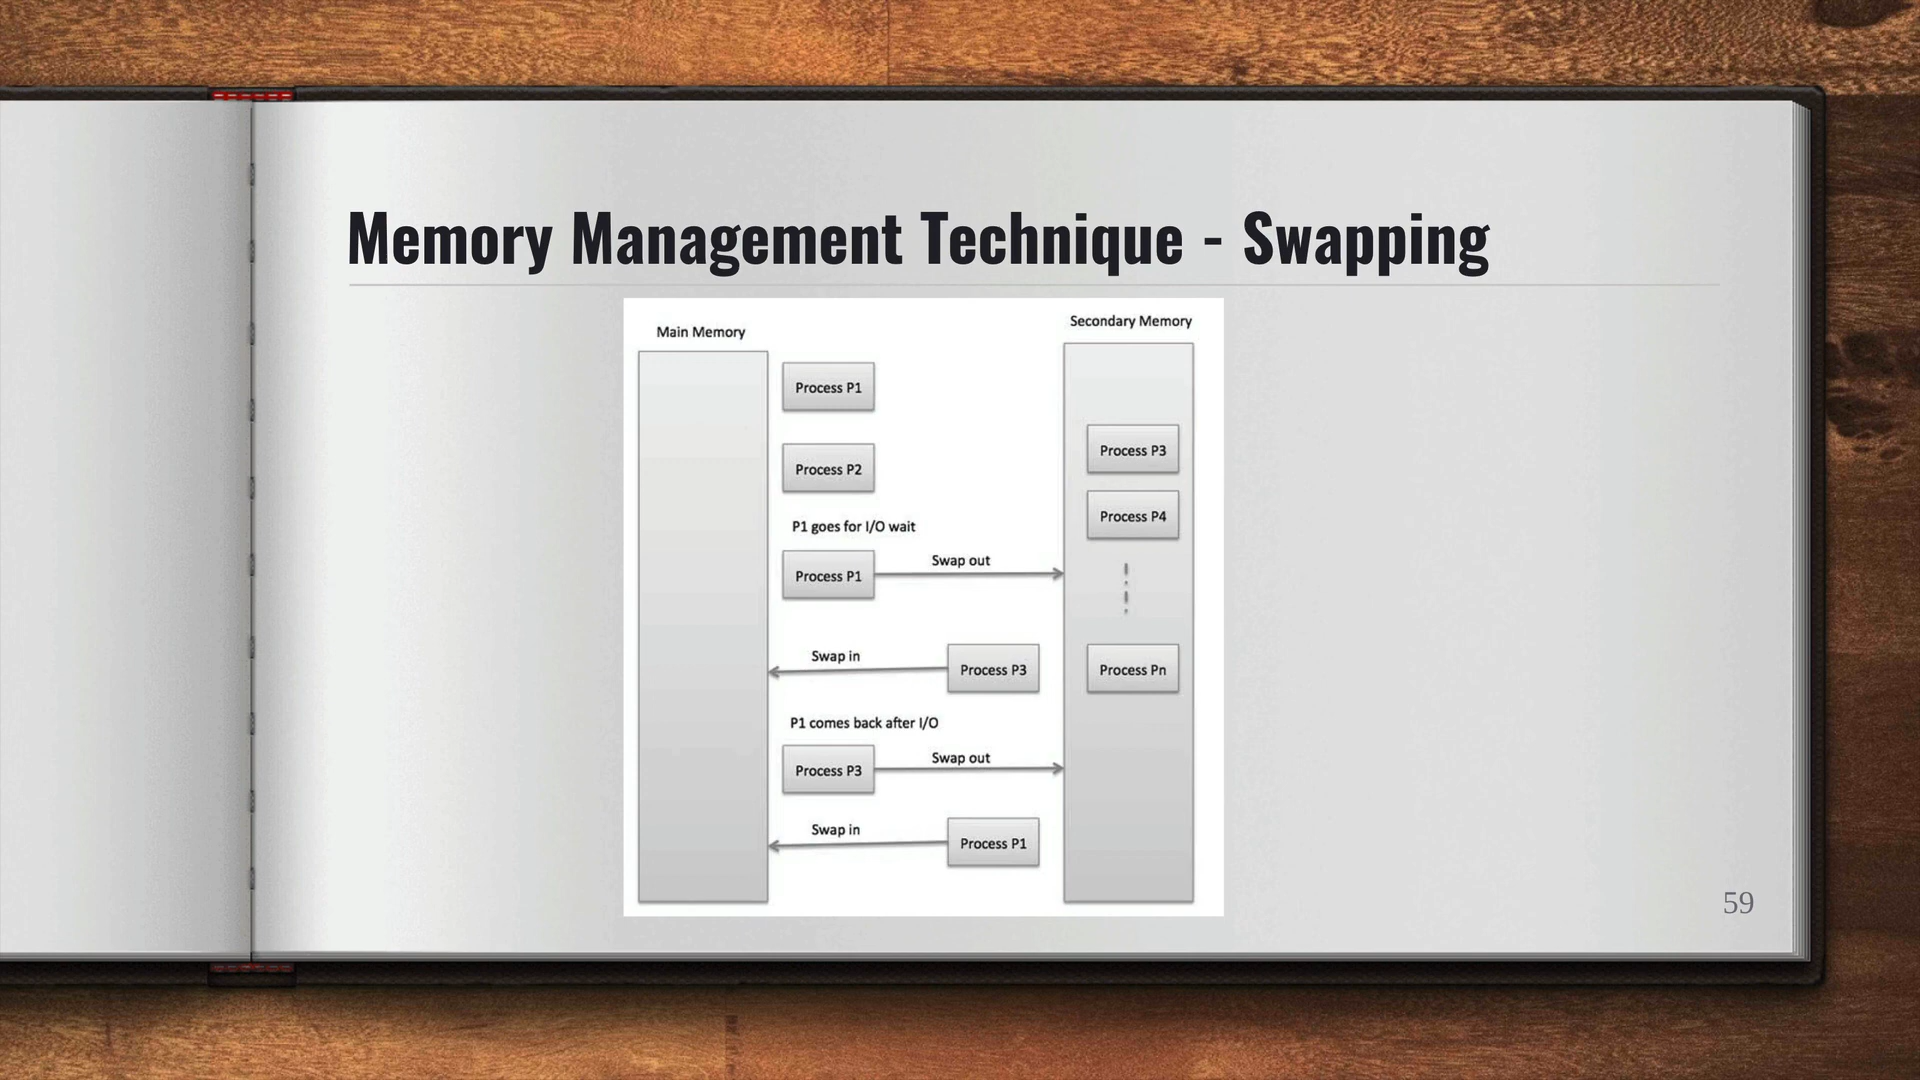 Memory Management Technique - Swapping
Main Memory
Secondary Memory
Process P1
Process P2
Process P3
Process P4
P1 goes for I/O wait
Process P1
Swap out
Swap in
Process P3
Process Pn
P1 comes back after I/O
Process P3
Swap out
Swap in
Process P1
59